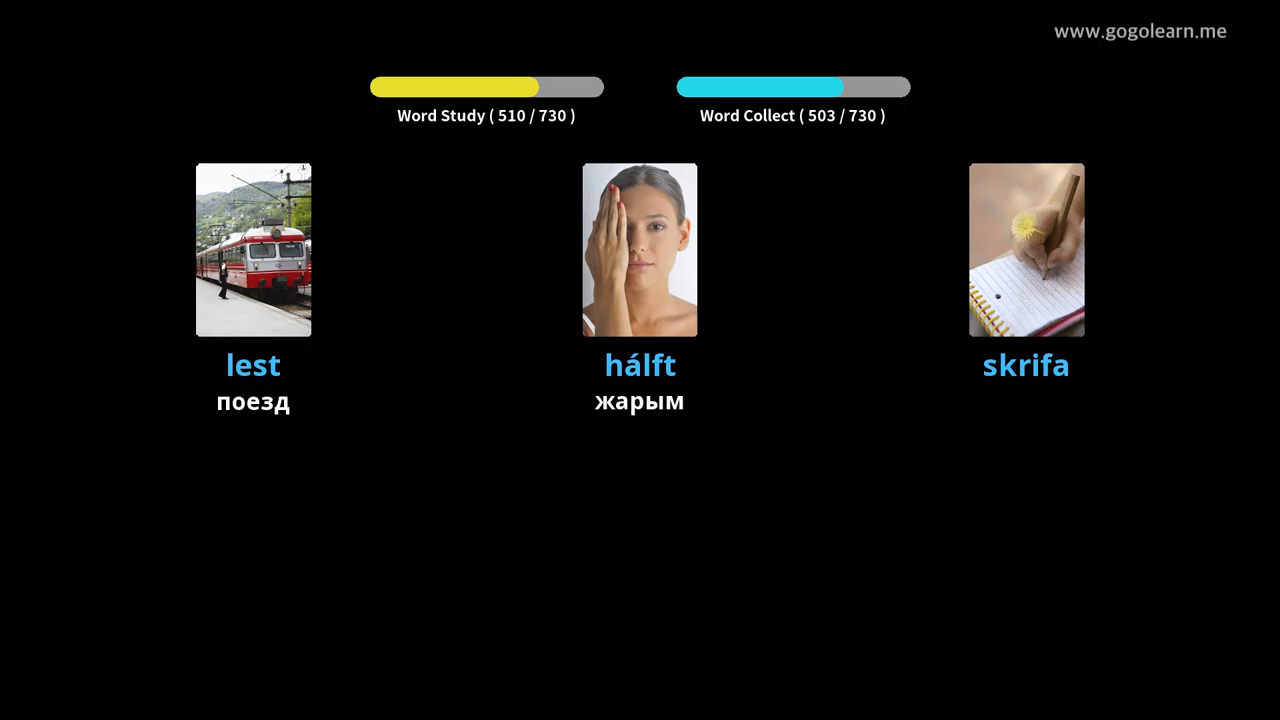 www.gogolearn.me
Word Study ( 510 / 730 )
Word Collect ( 503 / 730 )
lest
hálft
skrifa
поезд
жарым